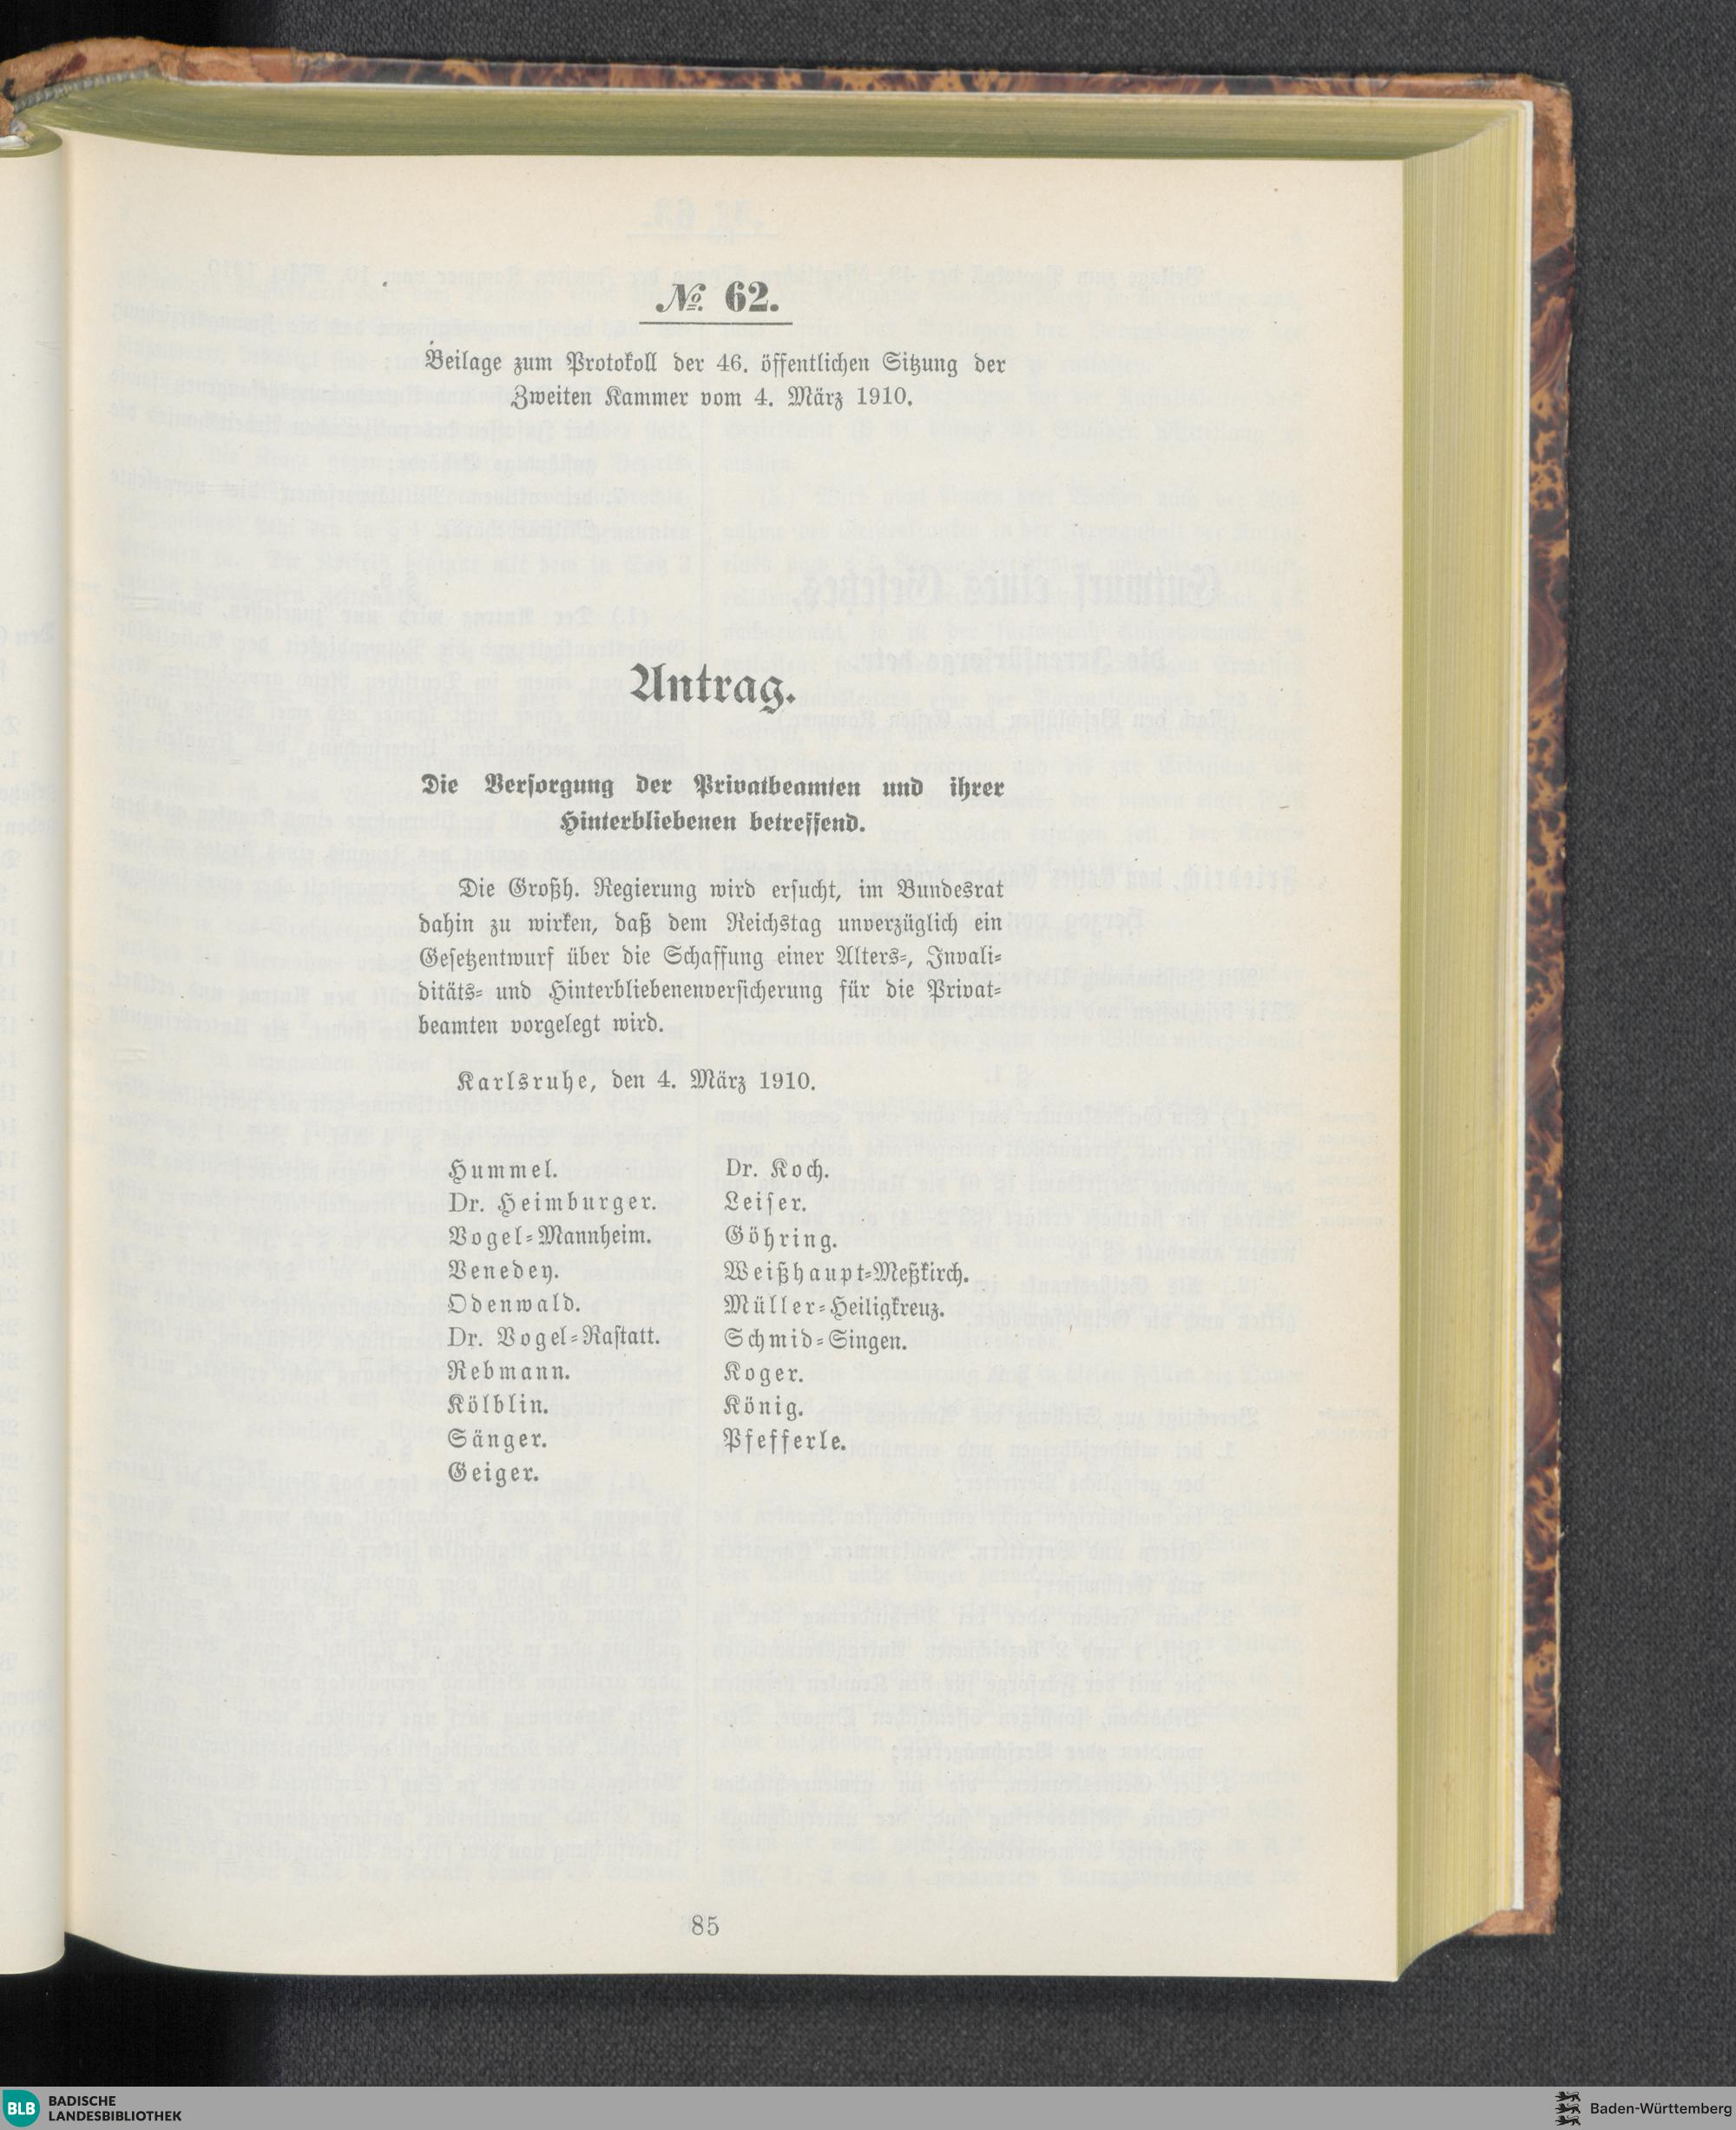 № 62.
Beilage zum Protokoll der 46. öffentlichen Sitzung der
Zweiten Kammer vom 4. März 1910.
Antrag.
Die Versorgung der Privatbeamten und ihrer
Hinterbliebenen betreffend.
Die Großh. Regierung wird ersucht, im Bundesrat
dahin zu wirken, daß dem Reichstag unverzüglich ein
Gesetzentwurf über die Schaffung einer Alters-, Invali-
ditäts- und Hinterbliebenenversicherung für die Privat-
beamten vorgelegt wird.
Karlsruhe, den 4. März 1910.
Hummel.
Dr. Heimburger.
Vogel-Mannheim.
Venedey.
Odenwald.
Dr. Vogel-Rastatt.
Rebmann.
Kölblin.
Sänger.
Geiger.
Dr. Koch.
Leiser.
Göhring.
Weißhaupt-Meßkirch.
Müller-Heiligkreuz.
Schmid-Singen.
Koger.
König.
Pfefferle.
85
BLB BADISCHE
LANDESBIBLIOTHEK
Baden-Württemberg